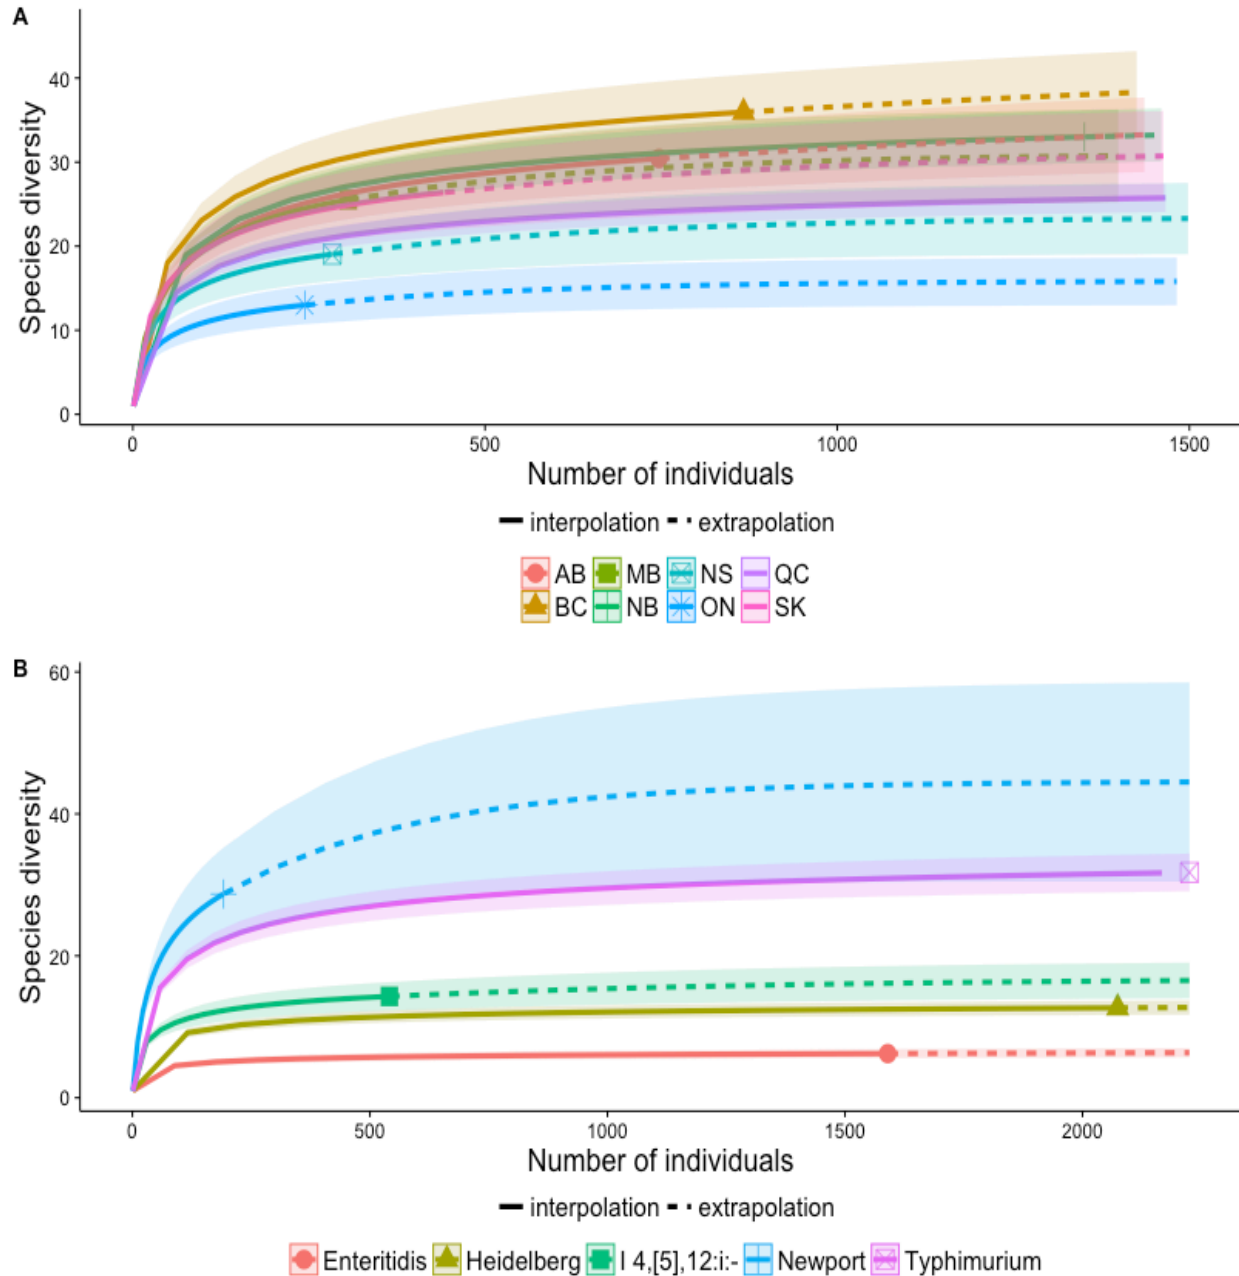 A
Species diversity
40
30
20
10
0
0 500 1000 1500
Number of individuals
interpolation extrapolation
AB MB NS QC
BC NB ON SK
B
Species diversity
60
40
20
0
0 500 1000 1500 2000
Number of individuals
interpolation extrapolation
Enteritidis Heidelberg I 4,[5],12:i:- Newport Typhimurium